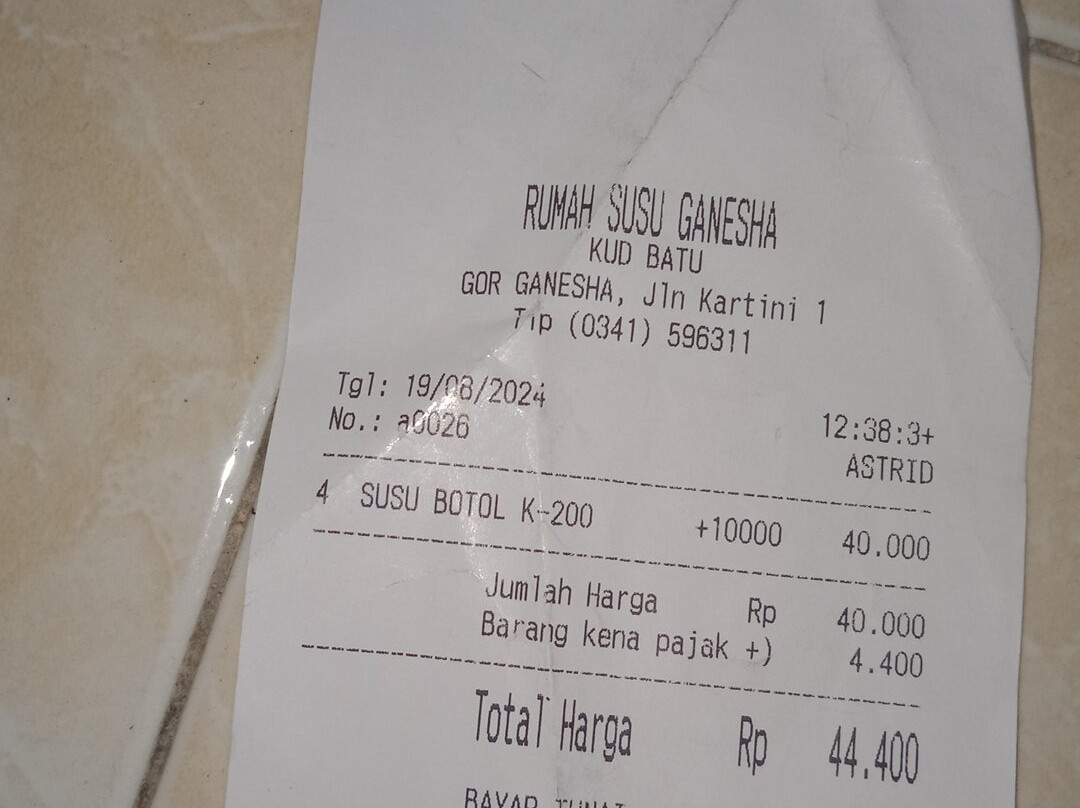 RUMAH SUSU GANESHA
KUD BATU
GOR GANESHA, Jln Kartini 1
Tlp (0341) 596311
Tgl: 19/08/2024 12:38:3+
No.: a0026 ASTRID
4 SUSU BOTOL K-200 +10000 40.000
Jumlah Harga Rp 40.000
Barang kena pajak +) 4.400
Total Harga Rp 44.400
BAYAR TUNAI